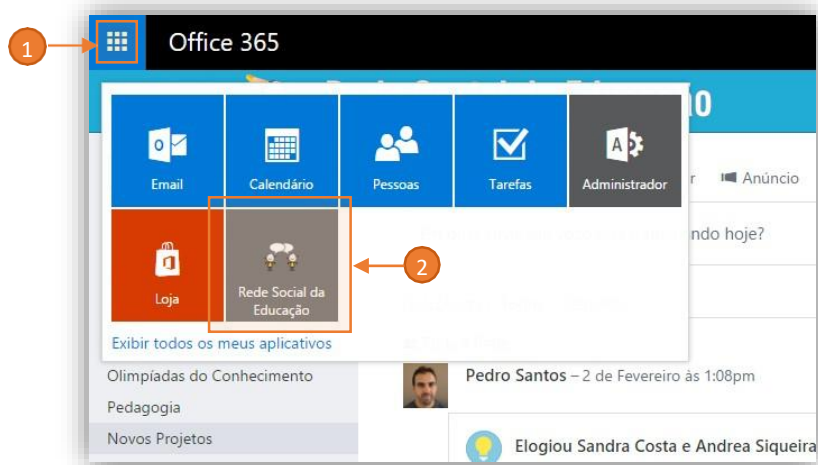 1
Office 365
Email
Calendário
Pessoas
Tarefas
Administrador
Anúncio
ndo hoje?
2
Loja
Rede Social da
Educação
Exibir todos os meus aplicativos
Olimpíadas do Conhecimento
Pedro Santos – 2 de Fevereiro às 1:08pm
Pedagogia
Novos Projetos
Elogiou Sandra Costa e Andrea Siqueira